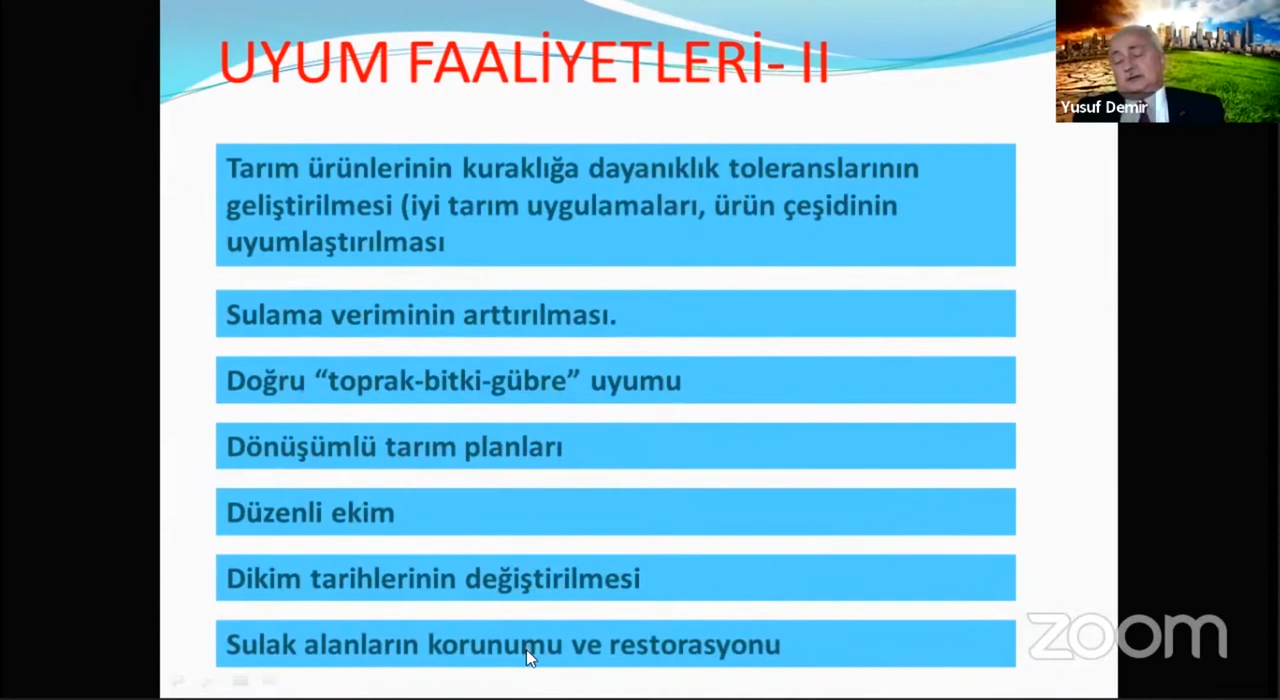 UYUM FAALİYETLERİ- II
Yusuf Demir
Tarım ürünlerinin kuraklığa dayanıklık toleranslarının
geliştirilmesi (iyi tarım uygulamaları, ürün çeşidinin
uyumlaştırılması
Sulama veriminin arttırılması.
Doğru “toprak-bitki-gübre” uyumu
Dönüşümlü tarım planları
Düzenli ekim
Dikim tarihlerinin değiştirilmesi
Sulak alanların korunumu ve restorasyonu
zoom